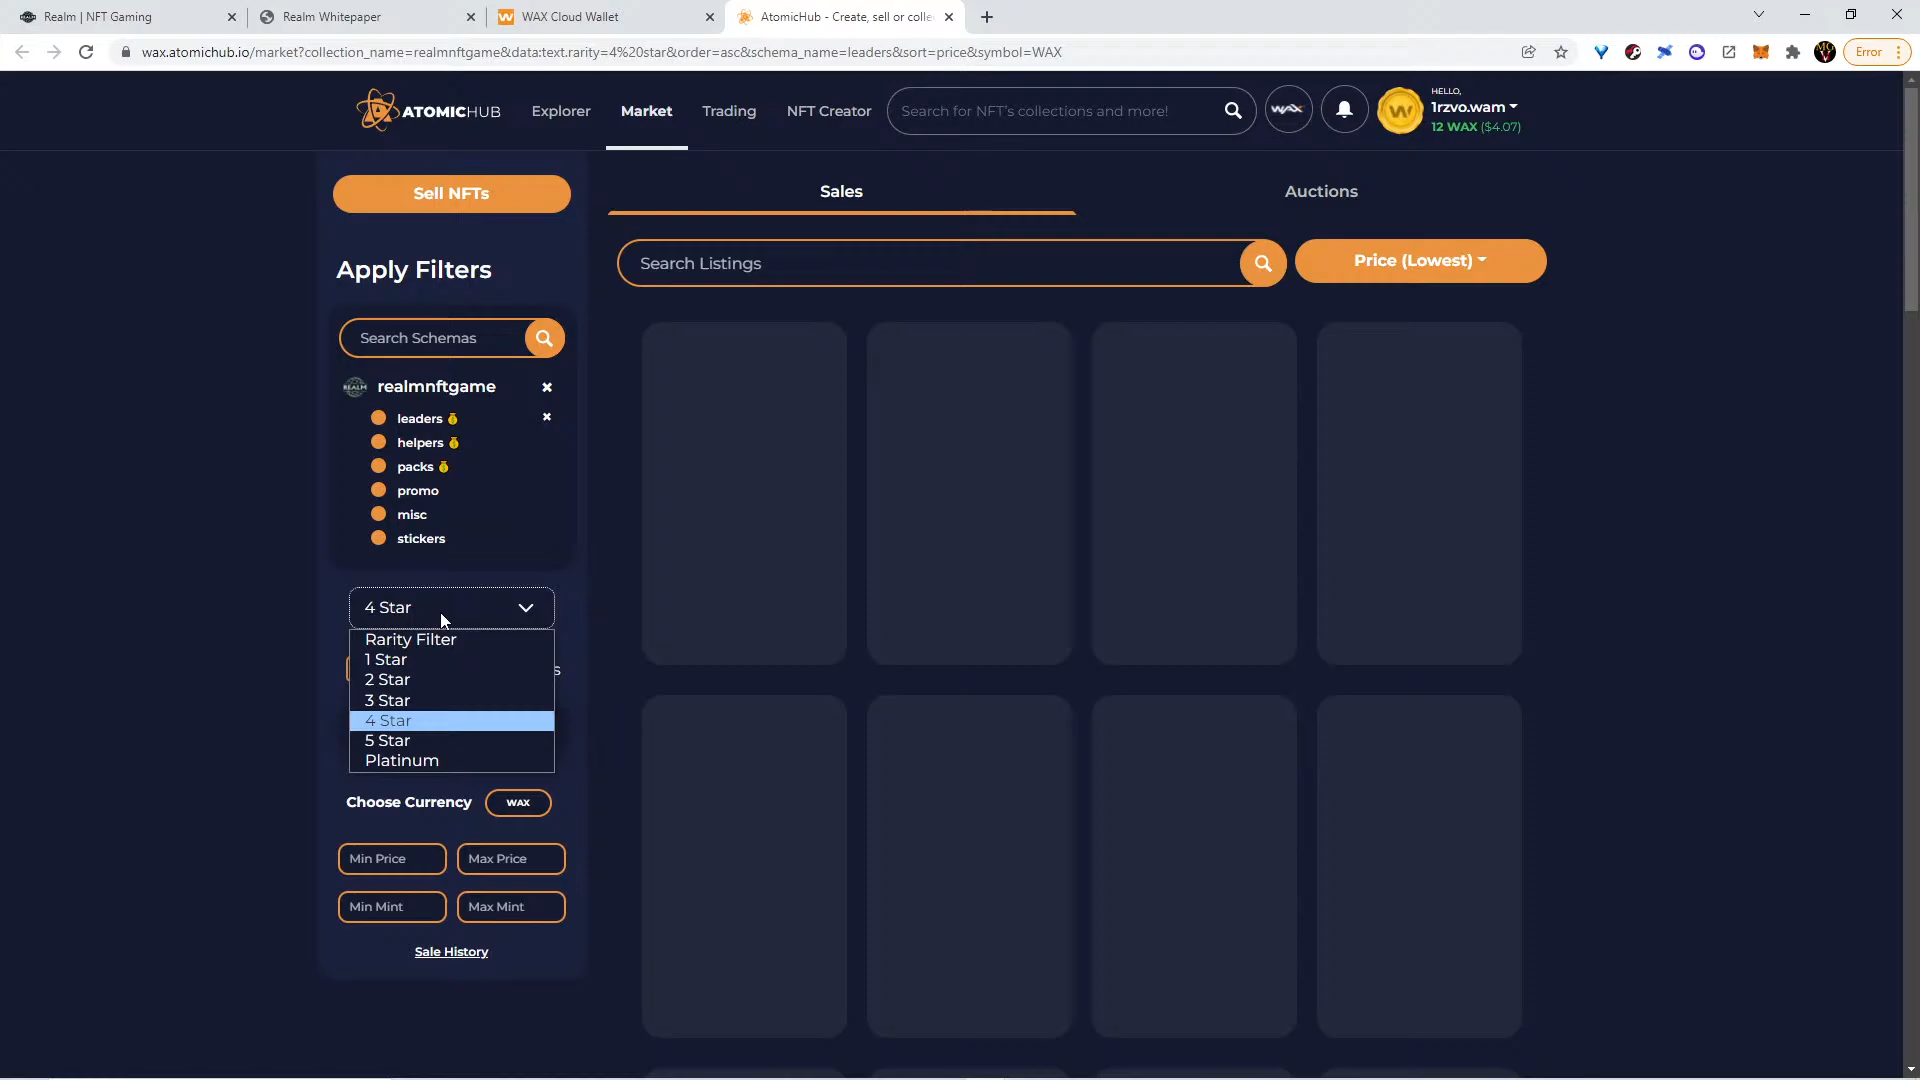 Realm | NFT Gaming
Realm Whitepaper
WAX Cloud Wallet
AtomicHub - Create, sell or colle
wax.atomichub.io/market?collection_name=realmnftgame&data:text.rarity=4%20star&order=asc&schema_name=leaders&sort=price&symbol=WAX
Error
ATOMICHUB
Explorer
Market
Trading
NFT Creator
Search for NFT's collections and more!
WAX
HELLO,
1rzvo.wam
12 WAX ($4.07)
Sell NFTs
Sales
Auctions
Apply Filters
Search Listings
Price (Lowest)
Search Schemas
REALM
realmnftgame
leaders
helpers
packs
promo
misc
stickers
4 Star
Rarity Filter
1 Star
2 Star
3 Star
4 Star
5 Star
Platinum
Choose Currency
WAX
Min Price
Max Price
Min Mint
Max Mint
Sale History